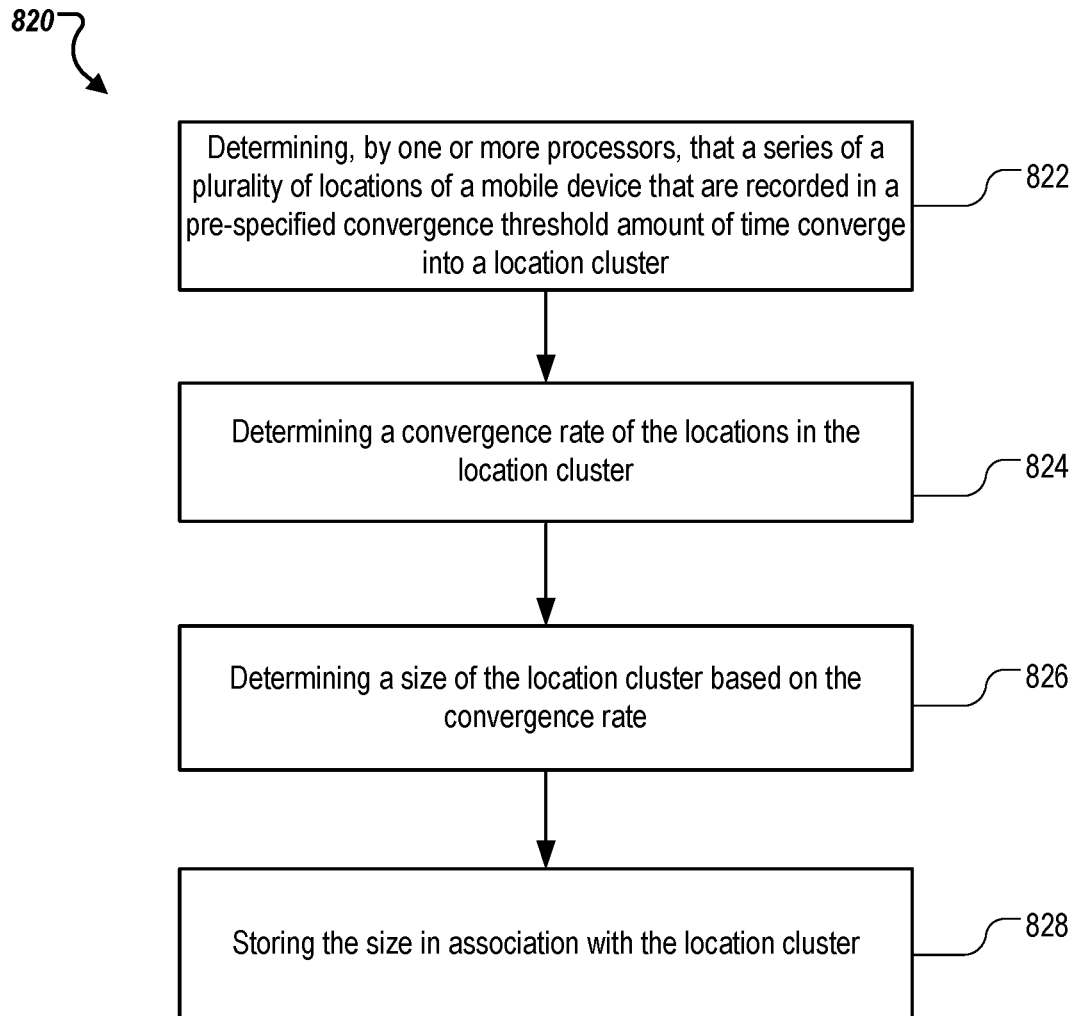 820
Determining, by one or more processors, that a series of a
plurality of locations of a mobile device that are recorded in a
pre-specified convergence threshold amount of time converge
into a location cluster
822
Determining a convergence rate of the locations in the
location cluster
824
Determining a size of the location cluster based on the
convergence rate
826
Storing the size in association with the location cluster
828